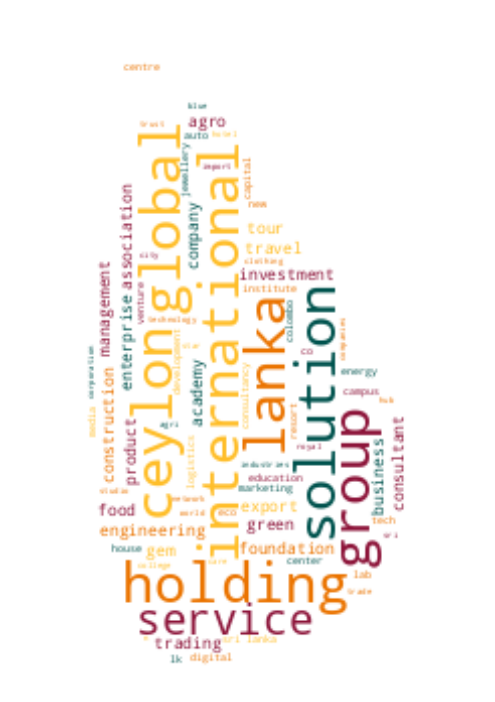 centre
blue
agro
trust
auto
hotel
jewellery
import
capital
new
global
international
company
association
tour
travel
clothing
city
investment
institute
management
enterprise
venture
ceylon
lanka
solution
colombo
technology
development
companies
co
corporation
energy
academy
consultancy
campus
hub
media
construction
product
agri
resort
group
royal
logistics
industries
education
marketing
business
consultant
studio
network
food
world
eco
export
green
tech
sri
engineering
house
gem
foundation
center
college
care
holding
lab
trade
service
trading
sri lanka
lk
digital